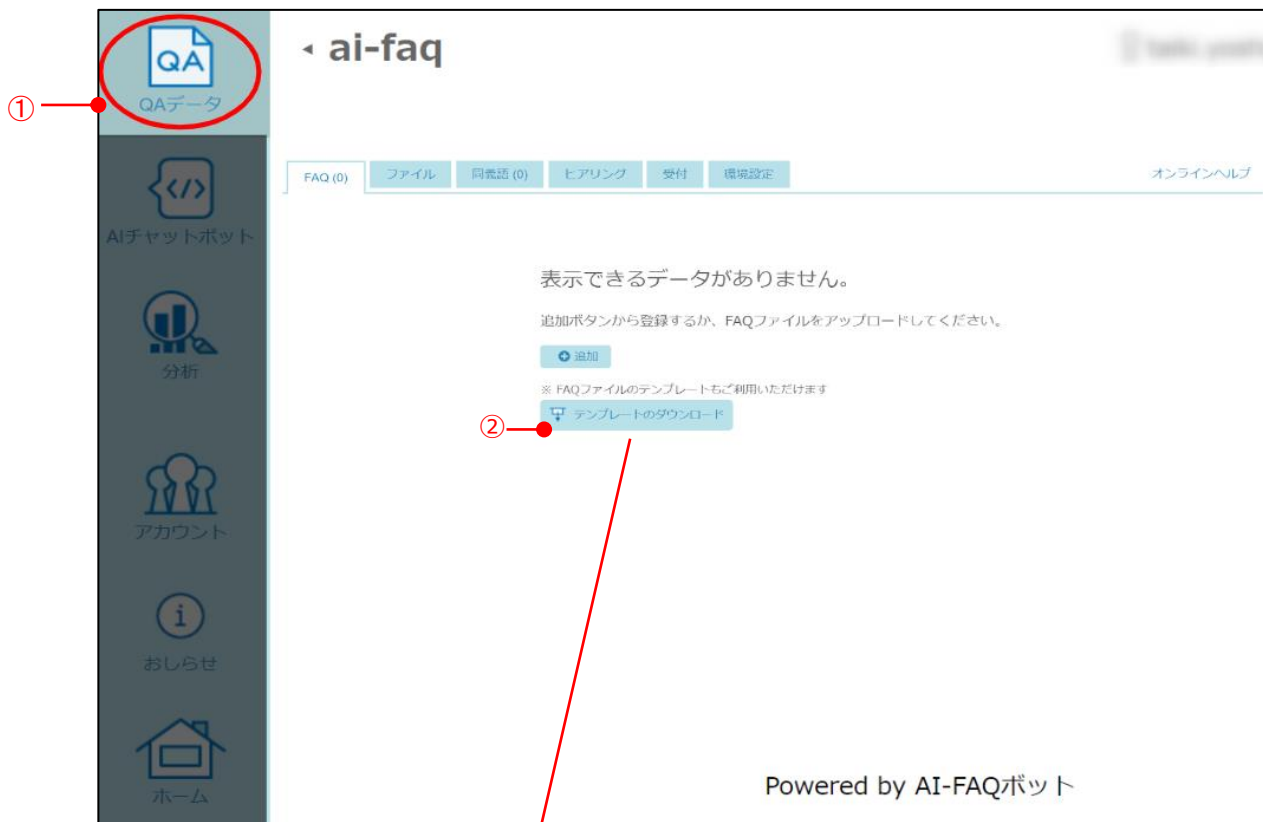 QA
QAデータ
①
◂ ai-faq
FAQ (0)
ファイル
同義語 (0)
ヒアリング
受付
環境設定
オンラインヘルプ
</>
AIチャットボット
表示できるデータがありません。
追加ボタンから登録するか、FAQファイルをアップロードしてください。
追加
※ FAQファイルのテンプレートもご利用いただけます
テンプレートのダウンロード
②
分析
アカウント
i
おしらせ
ホーム
Powered by AI-FAQボット